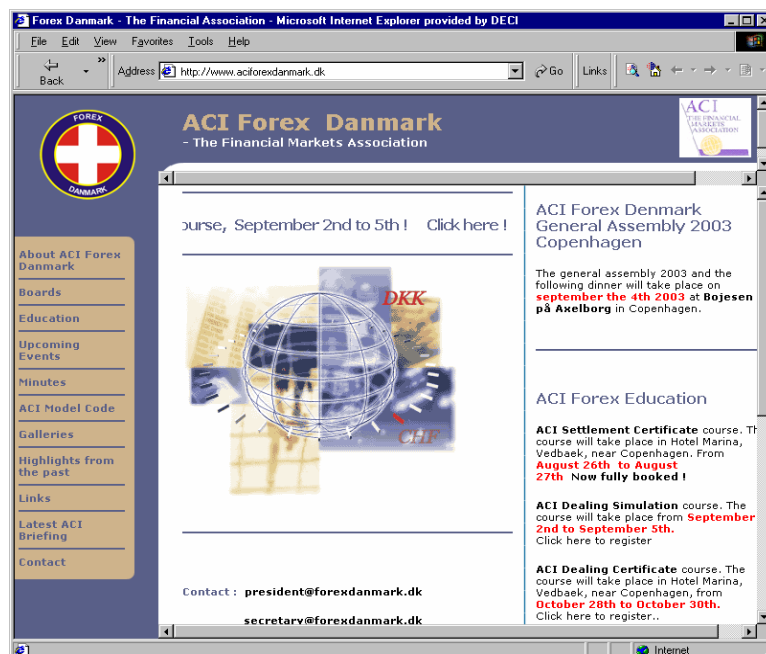 Forex Danmark - The Financial Association - Microsoft Internet Explorer provided by DECI
File Edit View Favorites Tools Help
Back » Address http://www.aciforexdanmark.dk Go Links
FOREX
DANMARK
ACI Forex Danmark
- The Financial Markets Association
ACI
THE FINANCIAL
MARKETS
ASSOCIATION
About ACI Forex
Danmark
Boards
Education
Upcoming
Events
Minutes
ACI Model Code
Galleries
Highlights from
the past
Links
Latest ACI
Briefing
Contact
ourse, September 2nd to 5th ! Click here !
DKK
CHF
Contact : president@forexdanmark.dk
secretary@forexdanmark.dk
ACI Forex Denmark
General Assembly 2003
Copenhagen
The general assembly 2003 and the
following dinner will take place on
september the 4th 2003 at Bojesen
på Axelborg in Copenhagen.
ACI Forex Education
ACI Settlement Certificate course. Th
course will take place in Hotel Marina,
Vedbaek, near Copenhagen. From
August 26th to August
27th Now fully booked !
ACI Dealing Simulation course. The
course will take place from September
2nd to September 5th.
Click here to register
ACI Dealing Certificate course. The
course will take place in Hotel Marina,
Vedbaek, near Copenhagen, from
October 28th to October 30th.
Click here to register..
Internet